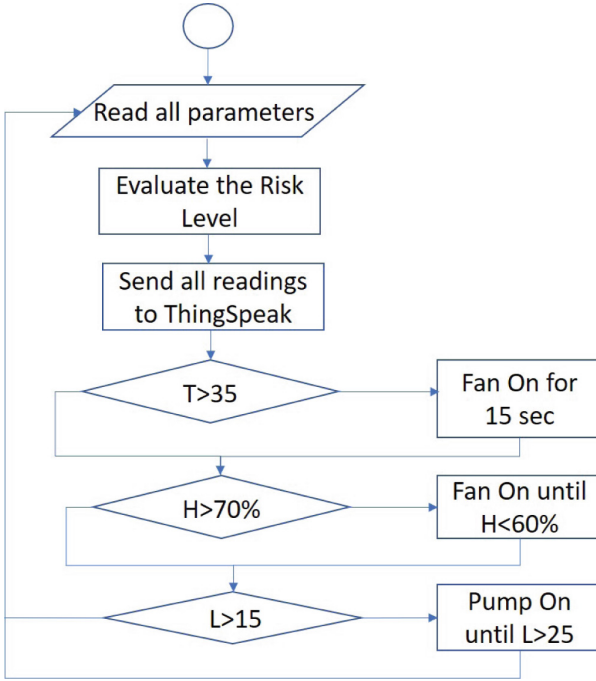 Read all parameters
Evaluate the Risk
Level
Send all readings
to ThingSpeak
T>35
Fan On for
15 sec
H>70%
Fan On until
H<60%
L>15
Pump On
until L>25